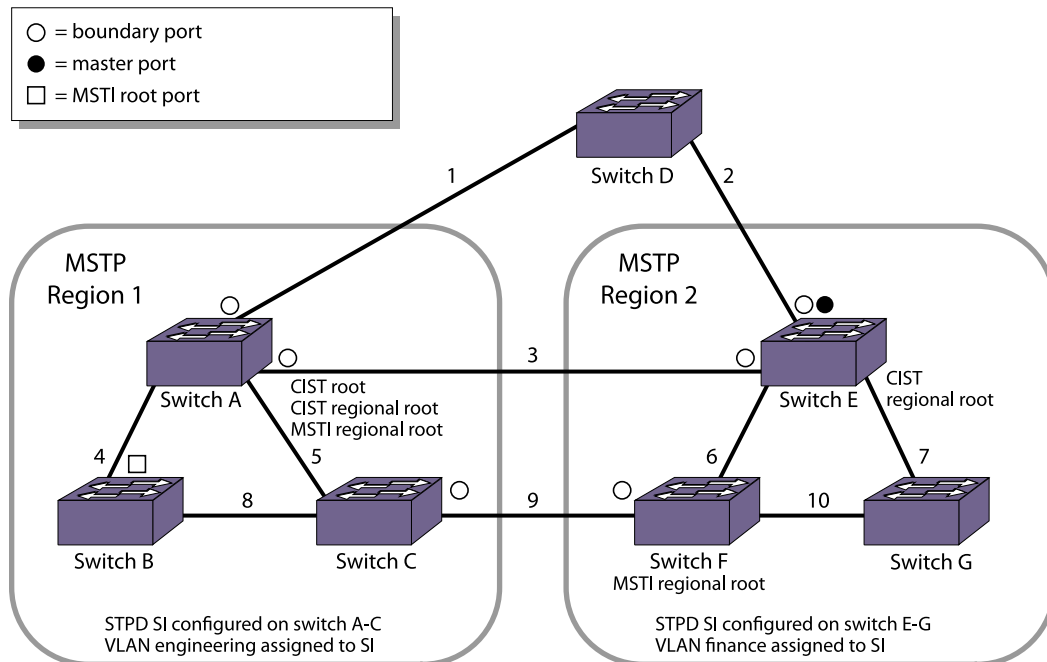 = boundary port
= master port
= MSTI root port
Switch D
1
2
MSTP
Region 1
MSTP
Region 2
3
Switch A
CIST root
CIST regional root
MSTI regional root
Switch E
CIST
regional root
4
5
6
7
8
9
10
Switch B
Switch C
Switch F
MSTI regional root
Switch G
STPD SI configured on switch A-C
VLAN engineering assigned to SI
STPD SI configured on switch E-G
VLAN finance assigned to SI